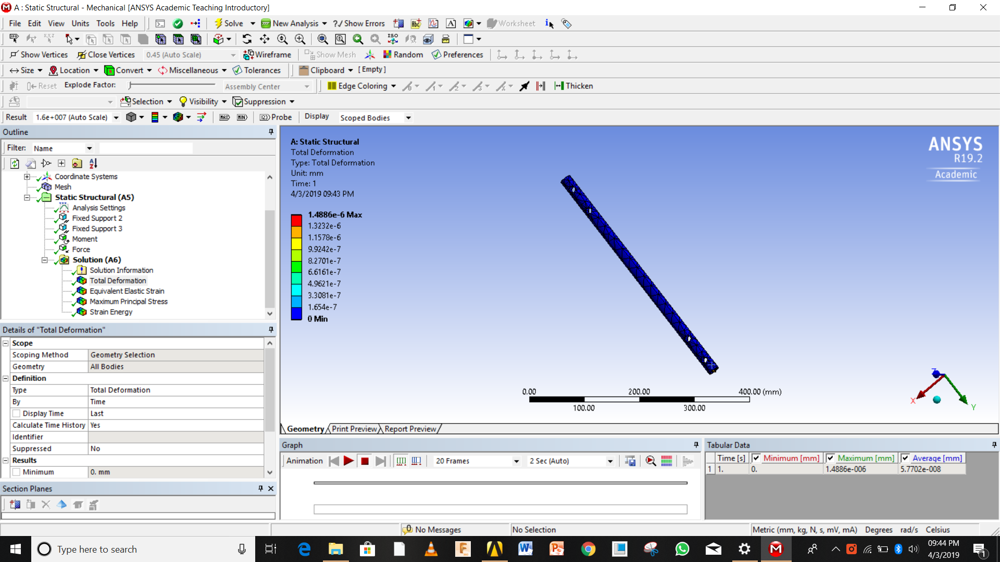 A : Static Structural - Mechanical [ANSYS Academic Teaching Introductory]
File Edit View Units Tools Help Solve New Analysis ?/ Show Errors Worksheet
ISO
Show Vertices Close Vertices 0.45 (Auto Scale) Wireframe Show Mesh Random Preferences
Size Location Convert Miscellaneous Tolerances Clipboard [ Empty ]
Reset Explode Factor: Assembly Center Edge Coloring Thicken
Selection Visibility Suppression
Result 1.6e+007 (Auto Scale) MAX MIN Probe Display Scoped Bodies
Outline
Filter: Name
Coordinate Systems
Mesh
Static Structural (A5)
Analysis Settings
Fixed Support 2
Fixed Support 3
Moment
Force
Solution (A6)
Solution Information
Total Deformation
Equivalent Elastic Strain
Maximum Principal Stress
Strain Energy
Details of "Total Deformation"
Scope
Scoping Method Geometry Selection
Geometry All Bodies
Definition
Type Total Deformation
By Time
Display Time Last
Calculate Time History Yes
Identifier
Suppressed No
Results
Minimum 0. mm
Section Planes
A: Static Structural
Total Deformation
Type: Total Deformation
Unit: mm
Time: 1
4/3/2019 09:43 PM
1.4886e-6 Max
1.3232e-6
1.1578e-6
9.9242e-7
8.2701e-7
6.6161e-7
4.9621e-7
3.3081e-7
1.654e-7
0 Min
ANSYS
R19.2
Academic
0.00 200.00 400.00 (mm)
100.00 300.00
Z
X
Y
Geometry Print Preview Report Preview
Graph
Animation 20 Frames 2 Sec (Auto)
Tabular Data
Time [s] Minimum [mm] Maximum [mm] Average [mm]
1 1. 0. 1.4886e-006 5.7702e-008
0 No Messages No Selection Metric (mm, kg, N, s, mV, mA) Degrees rad/s Celsius
Type here to search
09:44 PM
4/3/2019
1